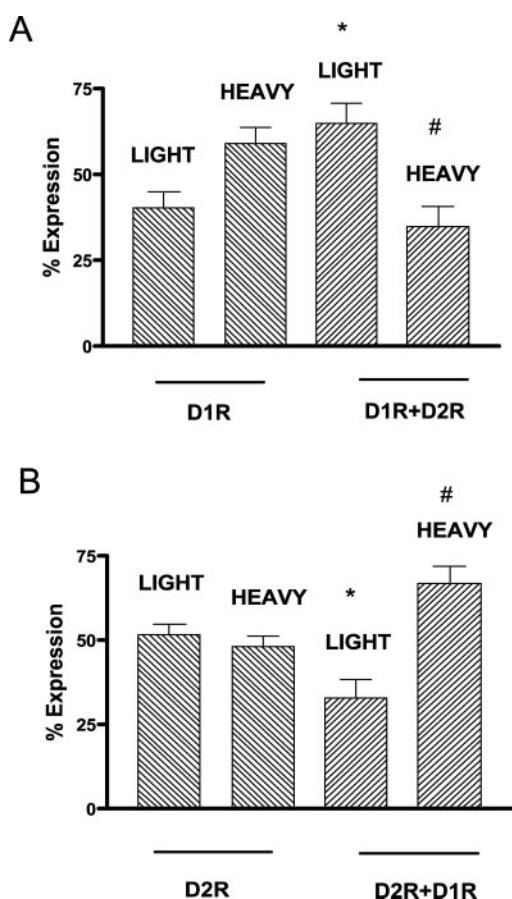 A
*
LIGHT
#
HEAVY
LIGHT
HEAVY
75
50
25
0
% Expression
D1R
D1R+D2R
B
#
HEAVY
LIGHT
HEAVY
*
LIGHT
75
50
25
0
% Expression
D2R
D2R+D1R